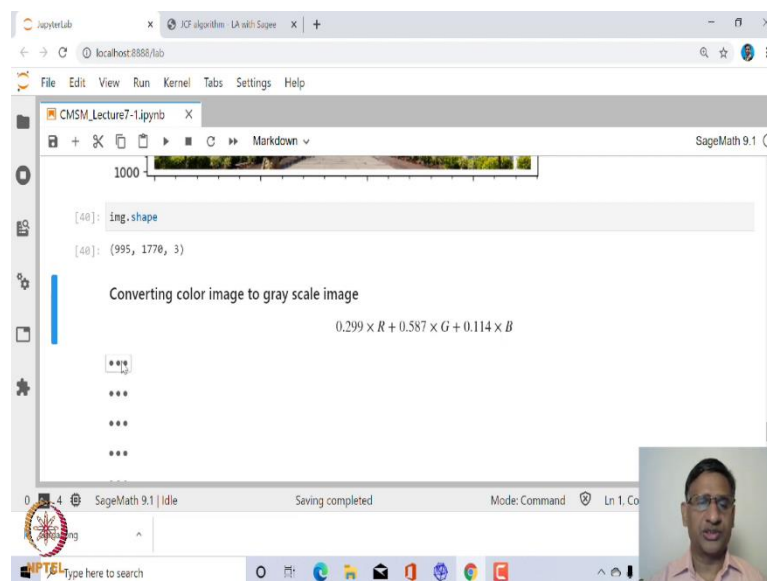 JupyterLab
JCF algorithm - LA with Sagee
localhost:8888/lab
File Edit View Run Kernel Tabs Settings Help
CMSM_Lecture7-1.ipynb
Markdown
SageMath 9.1
1000
[40]: img.shape
[40]: (995, 1770, 3)
Converting color image to gray scale image
0.299 × R + 0.587 × G + 0.114 × B
0 4 SageMath 9.1 | Idle Saving completed Mode: Command Ln 1, Co
NPTEL
Type here to search